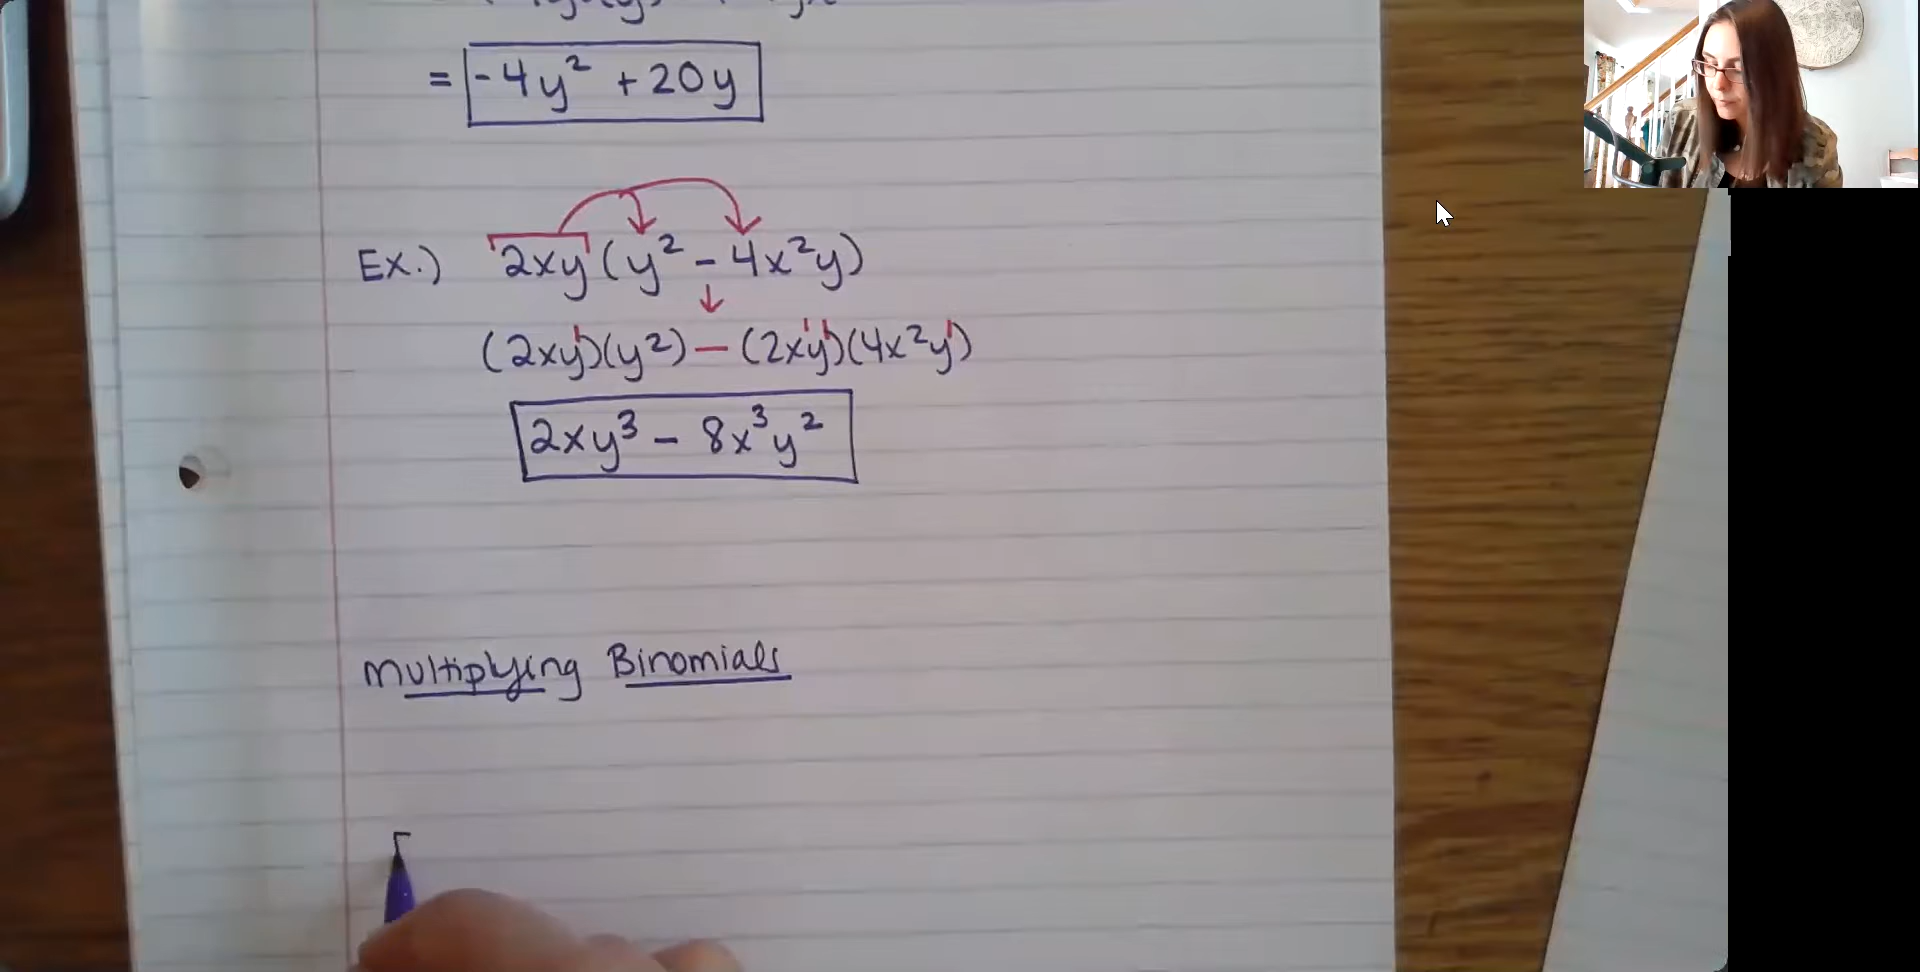 = -4y² + 20y
Ex.) 2xy(y² - 4x²y)
(2xy)(y²) - (2xy)(4x²y)
2xy³ - 8x³y²
Multiplying Binomials